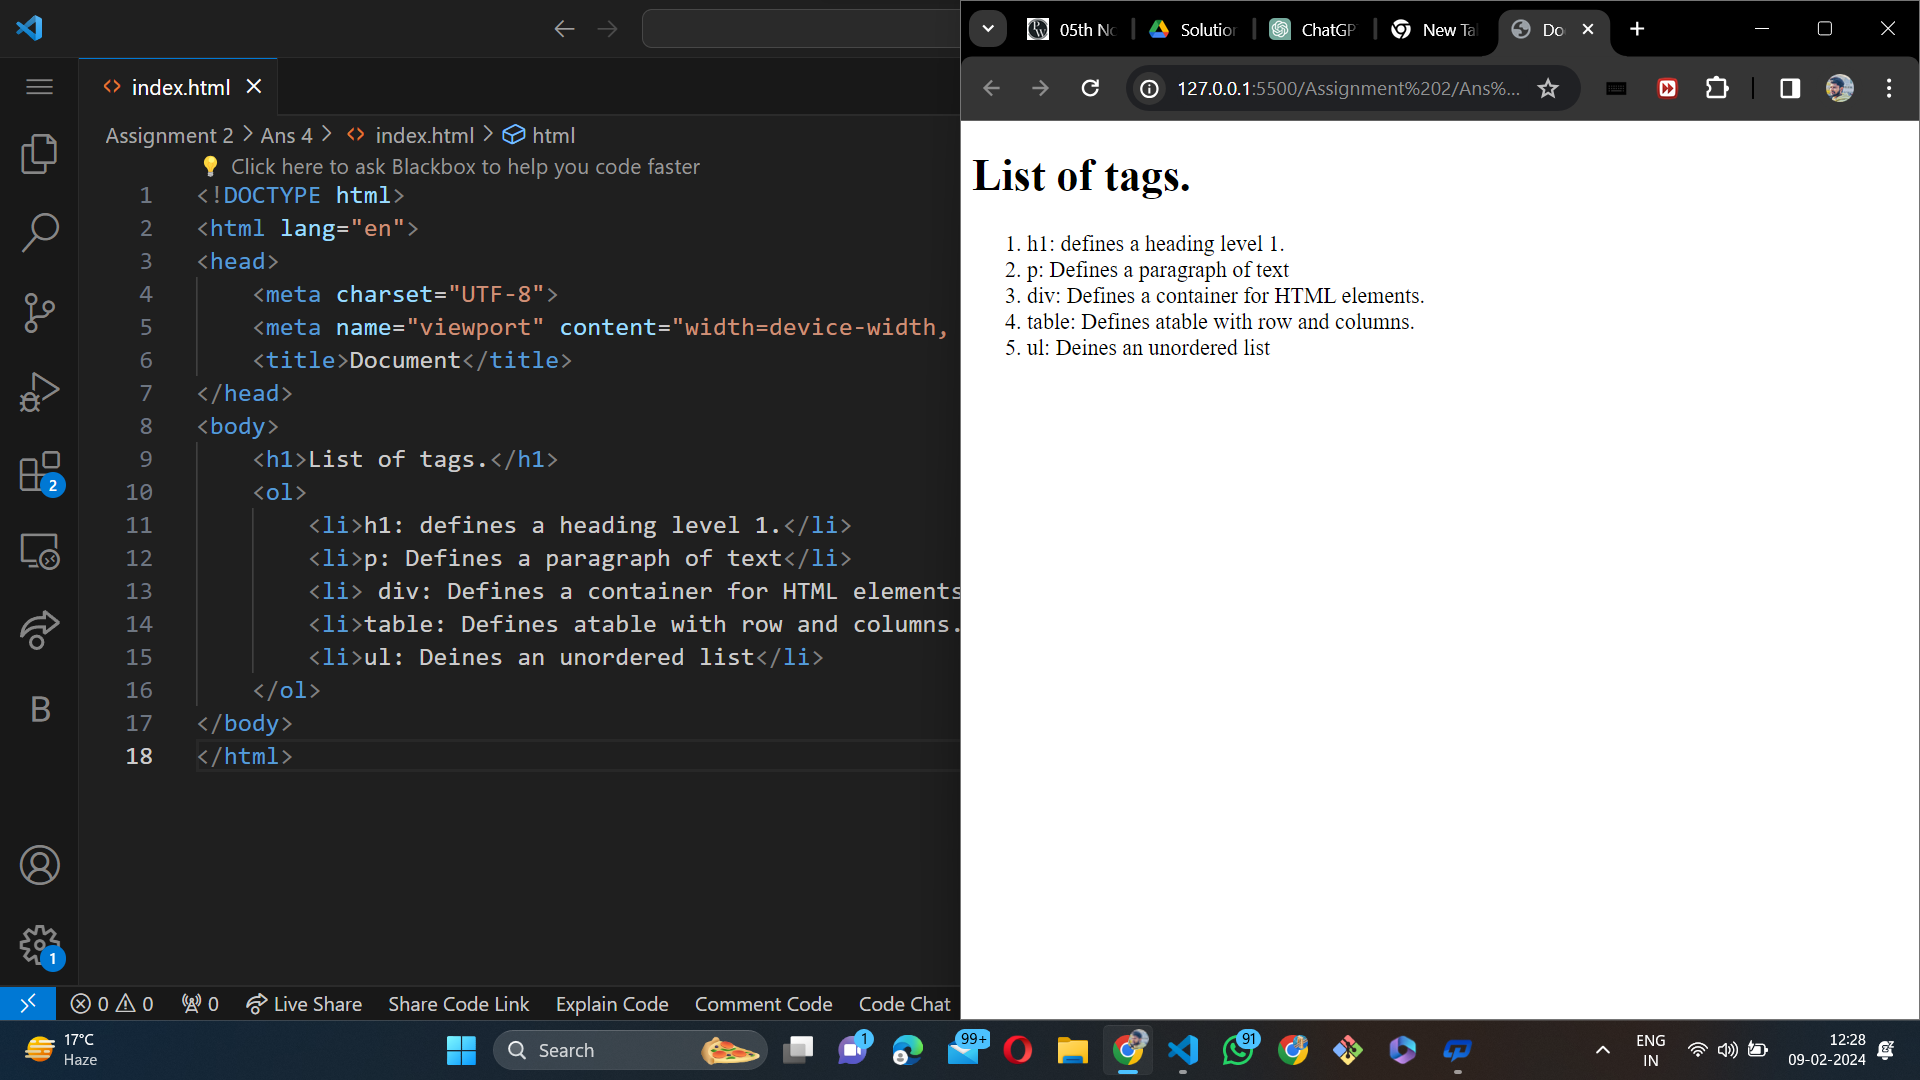 index.html
Assignment 2 > Ans 4 > index.html > html
Click here to ask Blackbox to help you code faster
1 <!DOCTYPE html>
2 <html lang="en">
3 <head>
4 <meta charset="UTF-8">
5 <meta name="viewport" content="width=device-width,
6 <title>Document</title>
7 </head>
8 <body>
9 <h1>List of tags.</h1>
10 <ol>
11 <li>h1: defines a heading level 1.</li>
12 <li>p: Defines a paragraph of text</li>
13 <li> div: Defines a container for HTML elements
14 <li>table: Defines atable with row and columns.
15 <li>ul: Deines an unordered list</li>
16 </ol>
17 </body>
18 </html>
B
2
1
0 0 0 Live Share Share Code Link Explain Code Comment Code Code Chat
05th No Solution ChatGP New Ta Do
127.0.0.1:5500/Assignment%202/Ans%...
List of tags.
1. h1: defines a heading level 1.
2. p: Defines a paragraph of text
3. div: Defines a container for HTML elements.
4. table: Defines atable with row and columns.
5. ul: Deines an unordered list
17°C
Haze
Search
1
99+
91
ENG
IN
12:28
09-02-2024